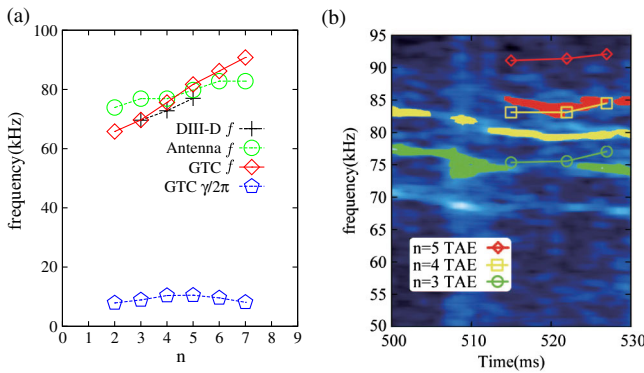 (a)
100
80
60
40
20
0
frequency(kHz)
DIII-D f
Antenna f
GTC f
GTC γ/2π
0 1 2 3 4 5 6 7 8 9
n
(b)
95
90
85
80
75
70
65
60
55
50
frequency(kHz)
n=5 TAE
n=4 TAE
n=3 TAE
500 510 520 530
Time(ms)